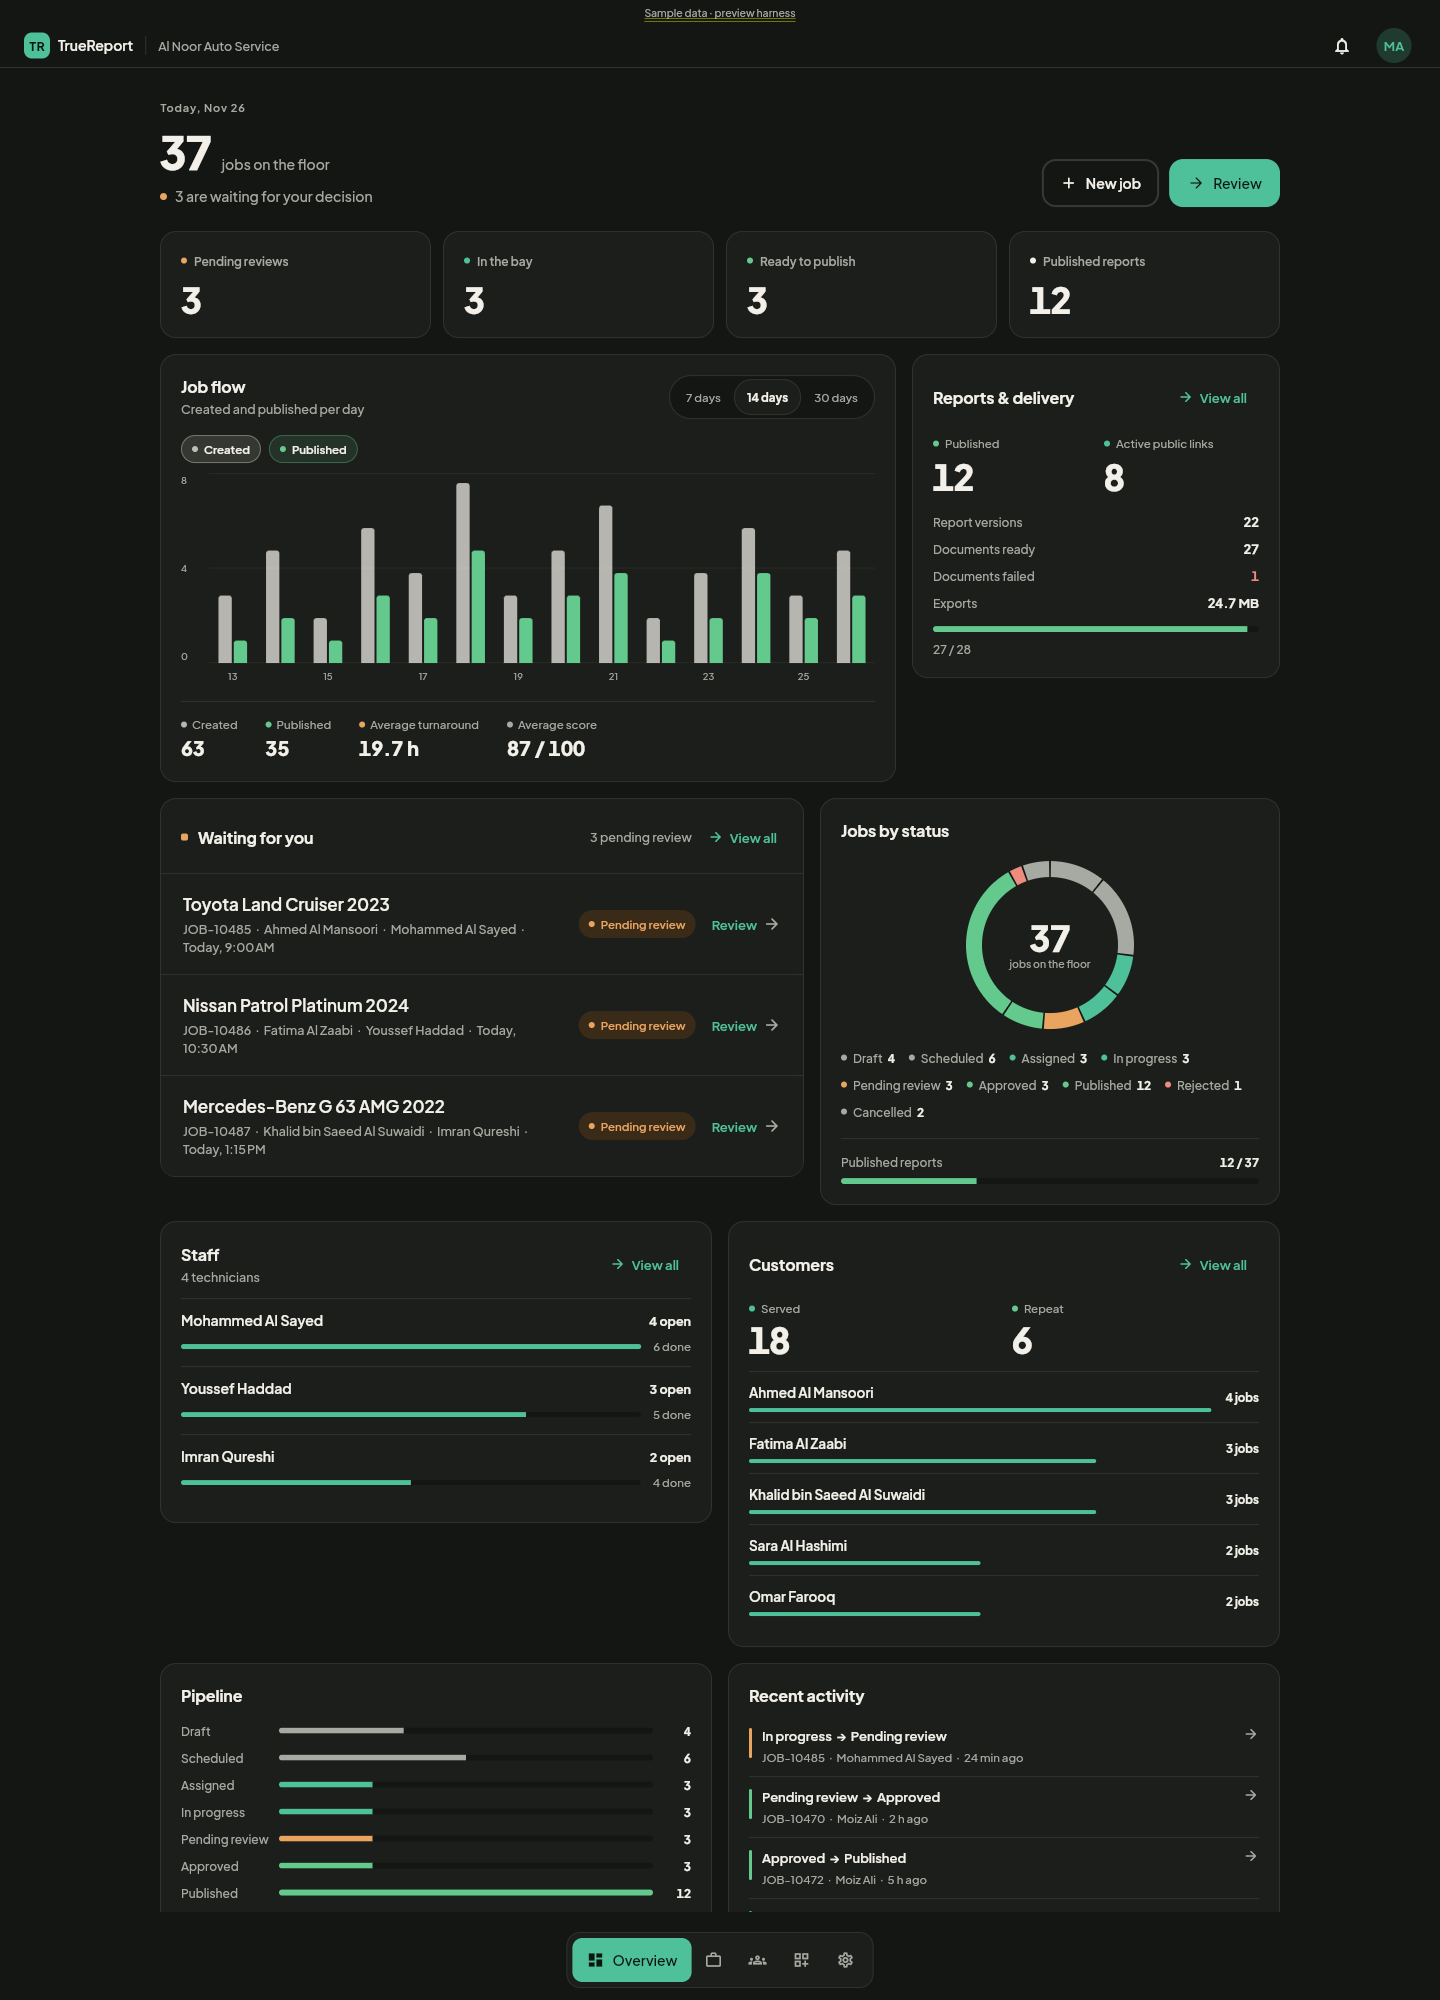 Sample data · preview harness
TR TrueReport Al Noor Auto Service
MA
Today, Nov 26
37 jobs on the floor
3 are waiting for your decision
New job
Review
Pending reviews
3
In the bay
3
Ready to publish
3
Published reports
12
Job flow
Created and published per day
7 days 14 days 30 days
Created Published
8
4
0
13 15 17 19 21 23 25
Created
63
Published
35
Average turnaround
19.7 h
Average score
87 / 100
Reports & delivery
View all
Published
12
Active public links
8
Report versions 22
Documents ready 27
Documents failed 1
Exports 24.7 MB
27 / 28
Waiting for you
3 pending review
View all
Toyota Land Cruiser 2023
JOB-10485 · Ahmed Al Mansoori · Mohammed Al Sayed ·
Today, 9:00 AM
Pending review
Review
Nissan Patrol Platinum 2024
JOB-10486 · Fatima Al Zaabi · Youssef Haddad · Today,
10:30 AM
Pending review
Review
Mercedes-Benz G 63 AMG 2022
JOB-10487 · Khalid bin Saeed Al Suwaidi · Imran Qureshi ·
Today, 1:15 PM
Pending review
Review
Jobs by status
37
jobs on the floor
Draft 4 Scheduled 6 Assigned 3 In progress 3
Pending review 3 Approved 3 Published 12 Rejected 1
Cancelled 2
Published reports 12 / 37
Staff
4 technicians
View all
Mohammed Al Sayed 4 open
6 done
Youssef Haddad 3 open
5 done
Imran Qureshi 2 open
4 done
Customers
View all
Served
18
Repeat
6
Ahmed Al Mansoori 4 jobs
Fatima Al Zaabi 3 jobs
Khalid bin Saeed Al Suwaidi 3 jobs
Sara Al Hashimi 2 jobs
Omar Farooq 2 jobs
Pipeline
Draft 4
Scheduled 6
Assigned 3
In progress 3
Pending review 3
Approved 3
Published 12
Recent activity
In progress → Pending review
JOB-10485 · Mohammed Al Sayed · 24 min ago
Pending review → Approved
JOB-10470 · Moiz Ali · 2 h ago
Approved → Published
JOB-10472 · Moiz Ali · 5 h ago
Overview